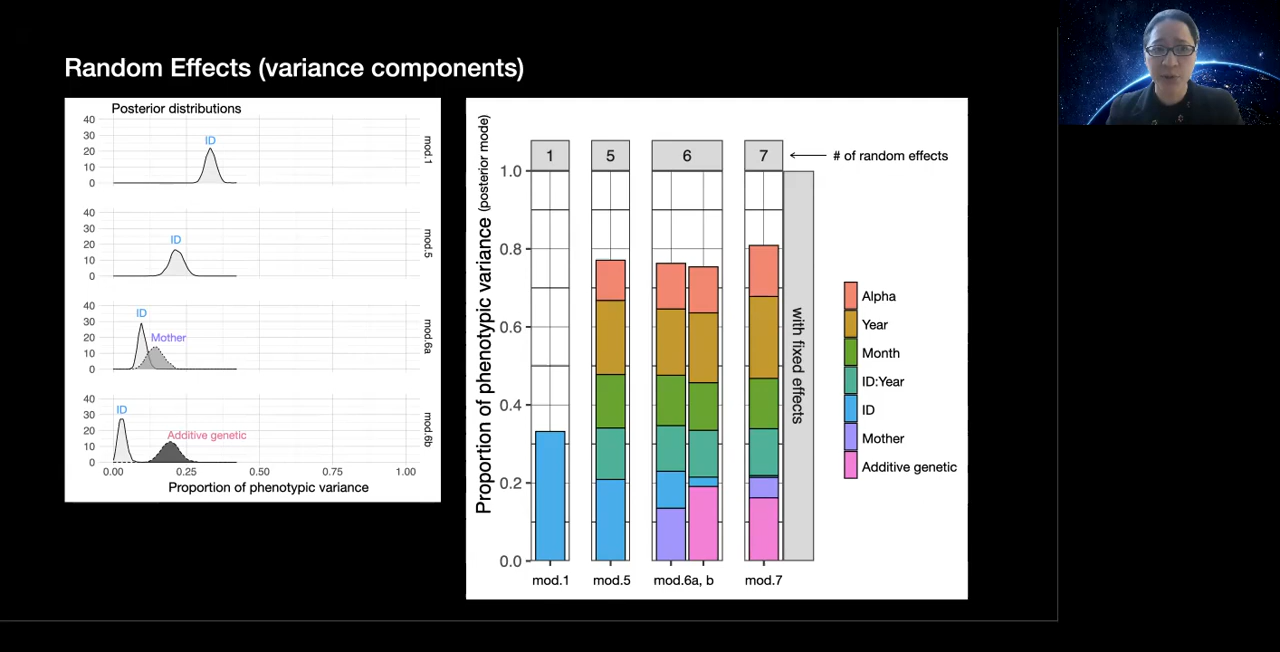 Random Effects (variance components)
Posterior distributions
40
30
20
10
0
ID
mod.1
40
30
20
10
0
ID
mod.5
40
30
20
10
0
ID
Mother
mod.6a
40
30
20
10
0
ID
Additive genetic
mod.6b
0.00 0.25 0.50 0.75 1.00
Proportion of phenotypic variance
Proportion of phenotypic variance (posterior mode)
1 5 6 7 # of random effects
1.0
0.8
0.6
0.4
0.2
0.0
mod.1 mod.5 mod.6a, b mod.7
with fixed effects
Alpha
Year
Month
ID:Year
ID
Mother
Additive genetic